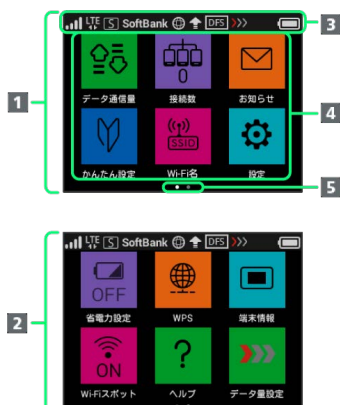 LTE S SoftBank DFS
3
0
SSID
データ通信量 接続数 お知らせ
1
4
かんたん設定 Wi-Fi名 設定
5
LTE S SoftBank DFS
OFF
省電力設定 WPS 端末情報
2
ON ?
Wi-Fiスポット ヘルプ データ量設定